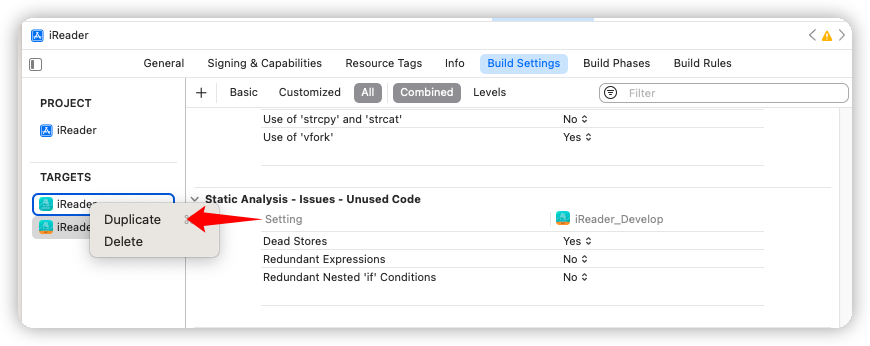 iReader
General Signing & Capabilities Resource Tags Info Build Settings Build Phases Build Rules
PROJECT
iReader
TARGETS
iReader
iReade
Duplicate
Delete
+ Basic Customized All Combined Levels Filter
Use of 'strcpy' and 'strcat' No
Use of 'vfork' Yes
Static Analysis - Issues - Unused Code
Setting iReader_Develop
Dead Stores Yes
Redundant Expressions No
Redundant Nested 'if' Conditions No